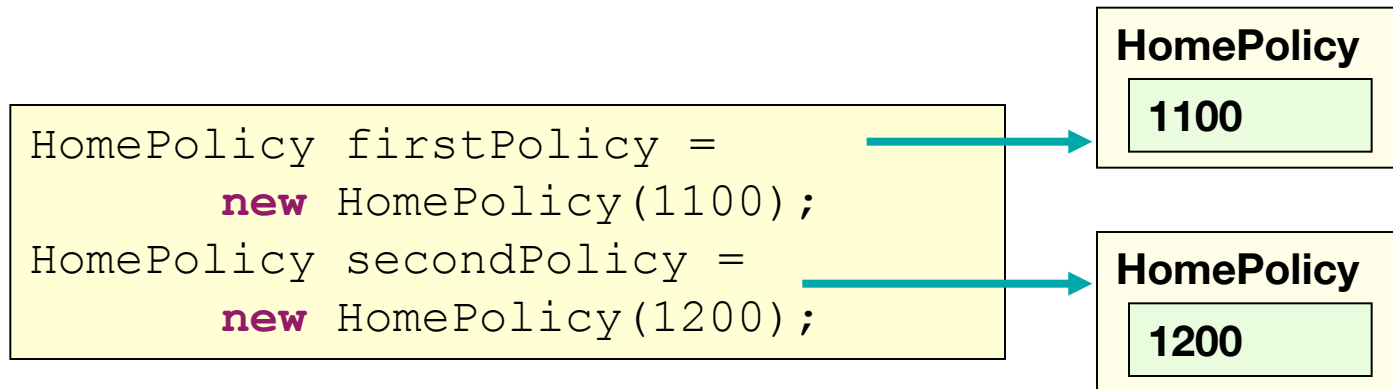 HomePolicy firstPolicy =
new HomePolicy(1100);
HomePolicy secondPolicy =
new HomePolicy(1200);
HomePolicy
1100
HomePolicy
1200